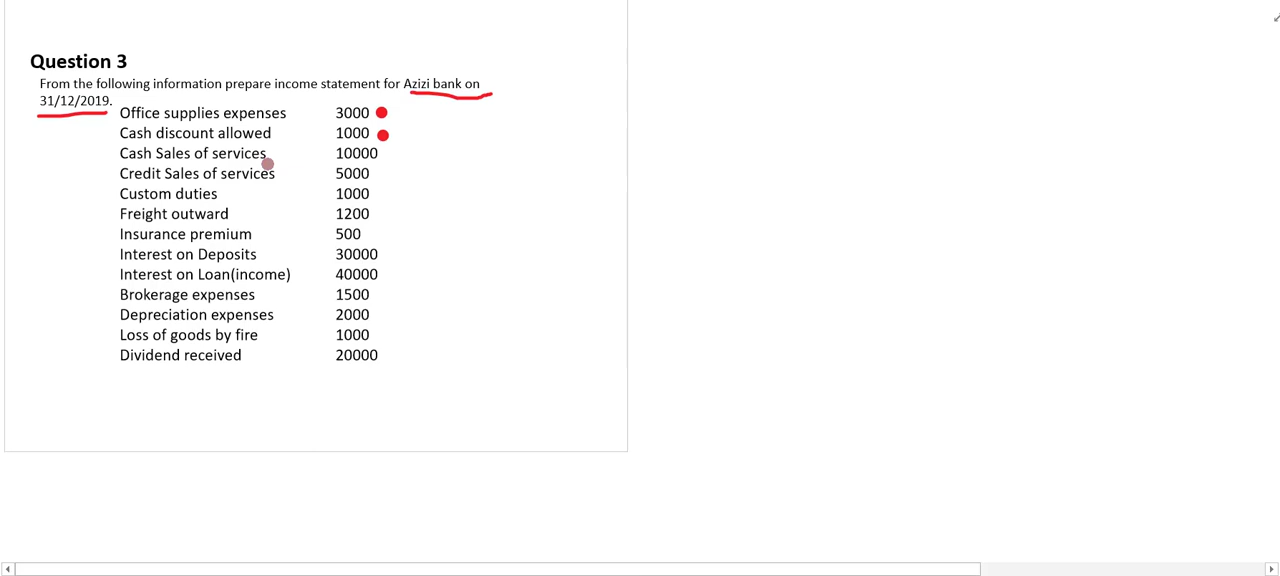 Question 3
From the following information prepare income statement for Azizi bank on
31/12/2019.
Office supplies expenses 3000
Cash discount allowed 1000
Cash Sales of services 10000
Credit Sales of services 5000
Custom duties 1000
Freight outward 1200
Insurance premium 500
Interest on Deposits 30000
Interest on Loan(income) 40000
Brokerage expenses 1500
Depreciation expenses 2000
Loss of goods by fire 1000
Dividend received 20000